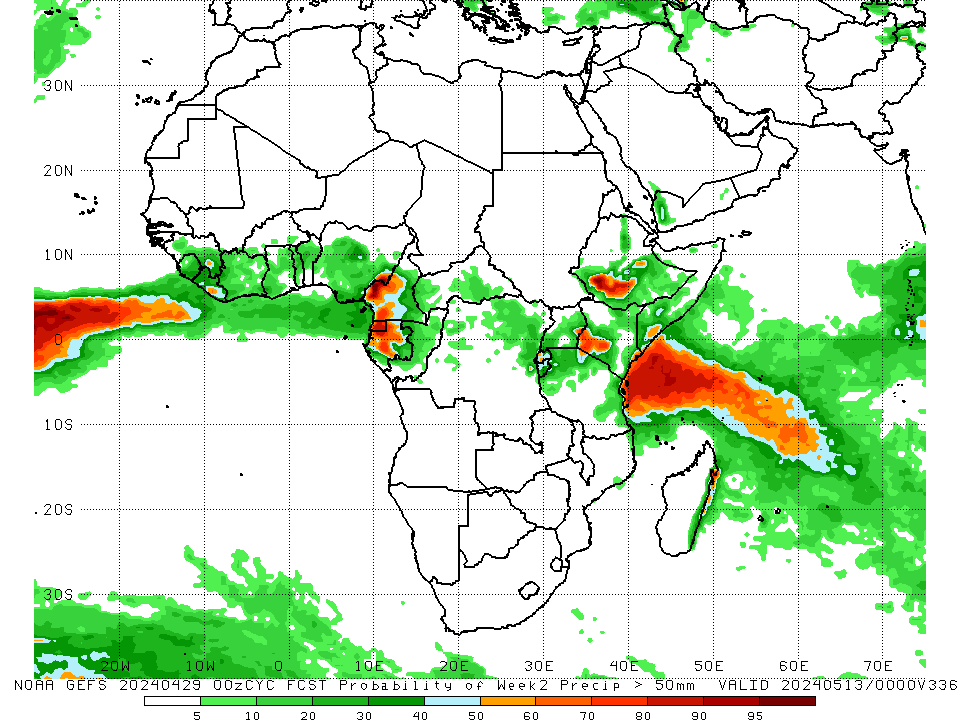 30N
20N
10N
0
10S
20S
30S
20W 10W 0 10E 20E 30E 40E 50E 60E 70E
NOAA GEFS 20240429 00zCYC FCST Probability of Week2 Precip > 50mm VALID 20240513/0000V336
5 10 20 30 40 50 60 70 80 90 95